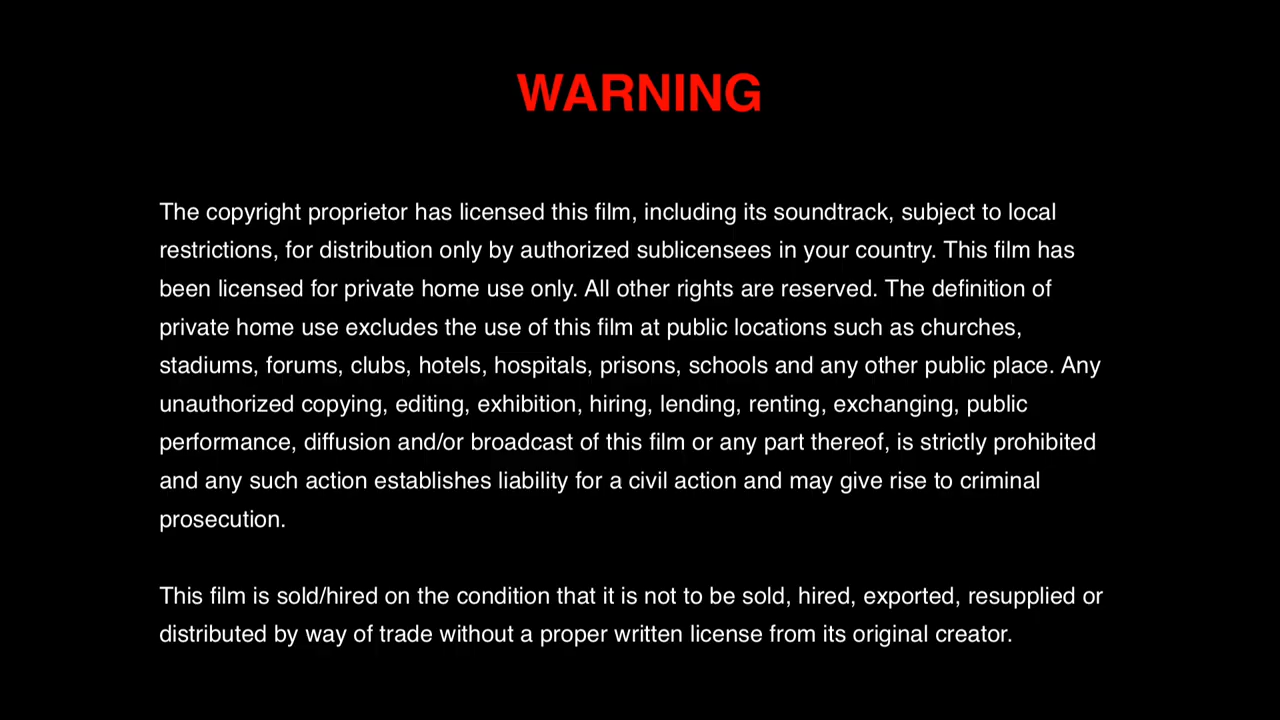 WARNING
The copyright proprietor has licensed this film, including its soundtrack, subject to local
restrictions, for distribution only by authorized sublicensees in your country. This film has
been licensed for private home use only. All other rights are reserved. The definition of
private home use excludes the use of this film at public locations such as churches,
stadiums, forums, clubs, hotels, hospitals, prisons, schools and any other public place. Any
unauthorized copying, editing, exhibition, hiring, lending, renting, exchanging, public
performance, diffusion and/or broadcast of this film or any part thereof, is strictly prohibited
and any such action establishes liability for a civil action and may give rise to criminal
prosecution.
This film is sold/hired on the condition that it is not to be sold, hired, exported, resupplied or
distributed by way of trade without a proper written license from its original creator.